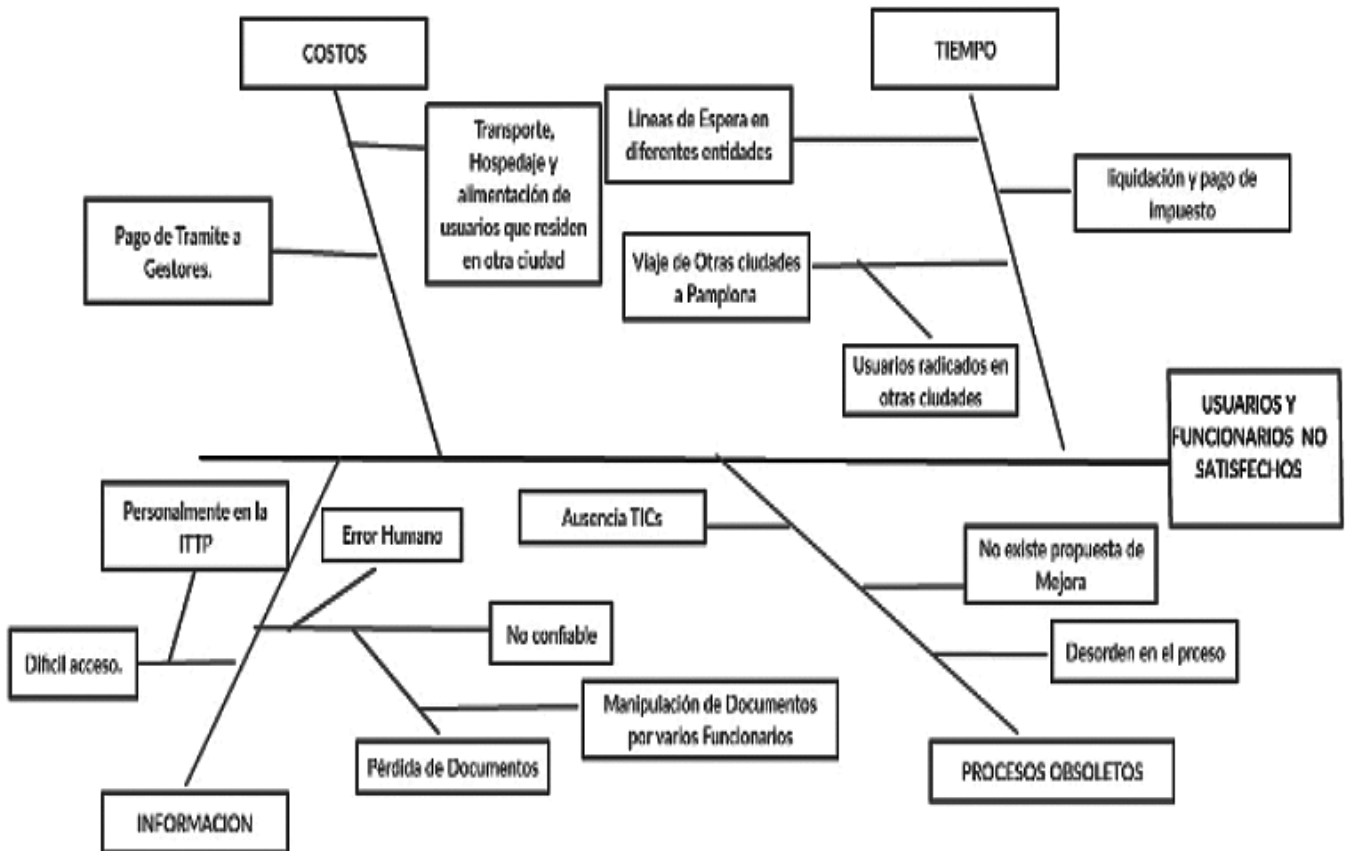 COSTOS
TIEMPO
Transporte,
Hospedaje y
alimentación de
usuarios que residen
en otra ciudad
Lineas de Espera en
diferentes entidades
liquidación y pago de
Impuesto
Pago de Tramite a
Gestores.
Viaje de Otras ciudades
a Pamplona
Usuarios radicados en
otras ciudades
USUARIOS Y
FUNCIONARIOS NO
SATISFECHOS
Personalmente en la
ITTP
Error Humano
Ausencia TICs
No existe propuesta de
Mejora
Dificil acceso.
No confiable
Desorden en el prceso
Manipulación de Documentos
por varios Funcionarios
Pérdida de Documentos
PROCESOS OBSOLETOS
INFORMACION